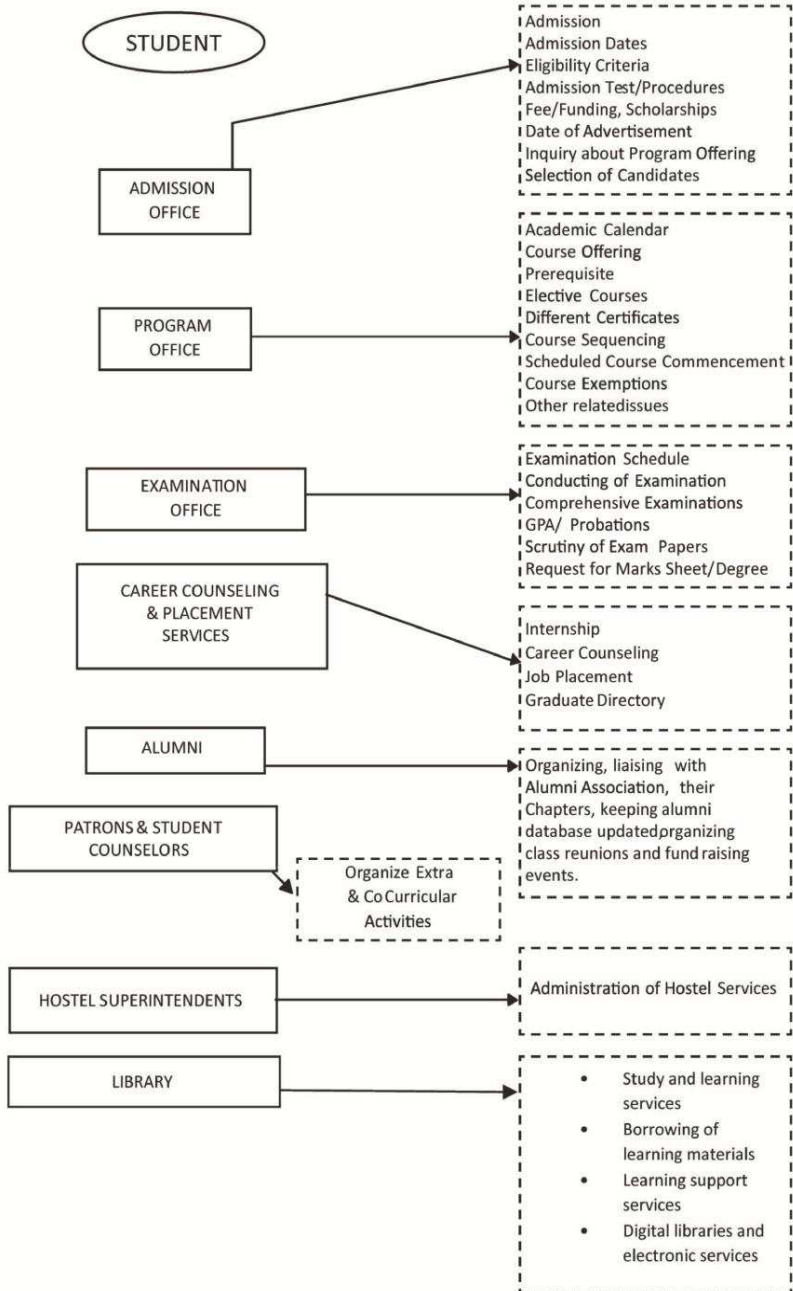 STUDENT
Admission
Admission Dates
Eligibility Criteria
Admission Test/Procedures
Fee/Funding, Scholarships
Date of Advertisement
Inquiry about Program Offering
Selection of Candidates
ADMISSION
OFFICE
Academic Calendar
Course Offering
Prerequisite
Elective Courses
Different Certificates
Course Sequencing
Scheduled Course Commencement
Course Exemptions
Other relatedissues
PROGRAM
OFFICE
Examination Schedule
Conducting of Examination
Comprehensive Examinations
GPA/ Probations
Scrutiny of Exam Papers
Request for Marks Sheet/Degree
EXAMINATION
OFFICE
CAREER COUNSELING
& PLACEMENT
SERVICES
Internship
Career Counseling
Job Placement
Graduate Directory
ALUMNI
Organizing, liaising with
Alumni Association, their
Chapters, keeping alumni
database updated,organizing
class reunions and fund raising
events.
PATRONS & STUDENT
COUNSELORS
Organize Extra
& Co Curricular
Activities
HOSTEL SUPERINTENDENTS
Administration of Hostel Services
LIBRARY
• Study and learning
services
• Borrowing of
learning materials
• Learning support
services
• Digital libraries and
electronic services